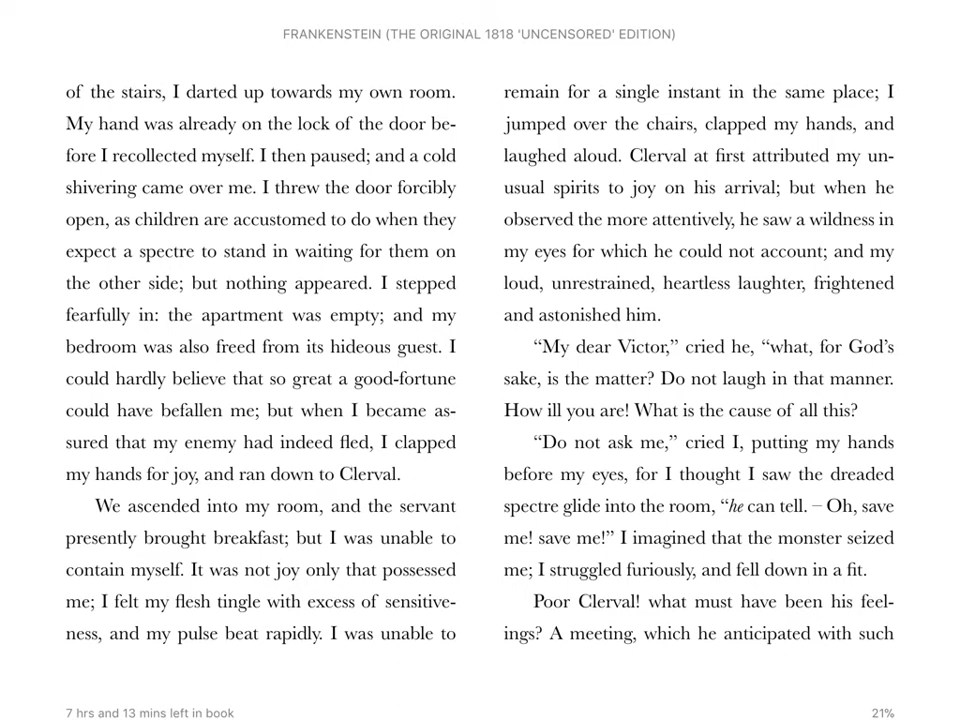 FRANKENSTEIN (THE ORIGINAL 1818 'UNCENSORED' EDITION)
of the stairs, I darted up towards my own room.
My hand was already on the lock of the door be-
fore I recollected myself. I then paused; and a cold
shivering came over me. I threw the door forcibly
open, as children are accustomed to do when they
expect a spectre to stand in waiting for them on
the other side; but nothing appeared. I stepped
fearfully in: the apartment was empty; and my
bedroom was also freed from its hideous guest. I
could hardly believe that so great a good-fortune
could have befallen me; but when I became as-
sured that my enemy had indeed fled, I clapped
my hands for joy, and ran down to Clerval.
We ascended into my room, and the servant
presently brought breakfast; but I was unable to
contain myself. It was not joy only that possessed
me; I felt my flesh tingle with excess of sensitive-
ness, and my pulse beat rapidly. I was unable to
remain for a single instant in the same place; I
jumped over the chairs, clapped my hands, and
laughed aloud. Clerval at first attributed my un-
usual spirits to joy on his arrival; but when he
observed the more attentively, he saw a wildness in
my eyes for which he could not account; and my
loud, unrestrained, heartless laughter, frightened
and astonished him.
“My dear Victor,” cried he, “what, for God’s
sake, is the matter? Do not laugh in that manner.
How ill you are! What is the cause of all this?
“Do not ask me,” cried I, putting my hands
before my eyes, for I thought I saw the dreaded
spectre glide into the room, “he can tell. – Oh, save
me! save me!” I imagined that the monster seized
me; I struggled furiously, and fell down in a fit.
Poor Clerval! what must have been his feel-
ings? A meeting, which he anticipated with such
7 hrs and 13 mins left in book
21%